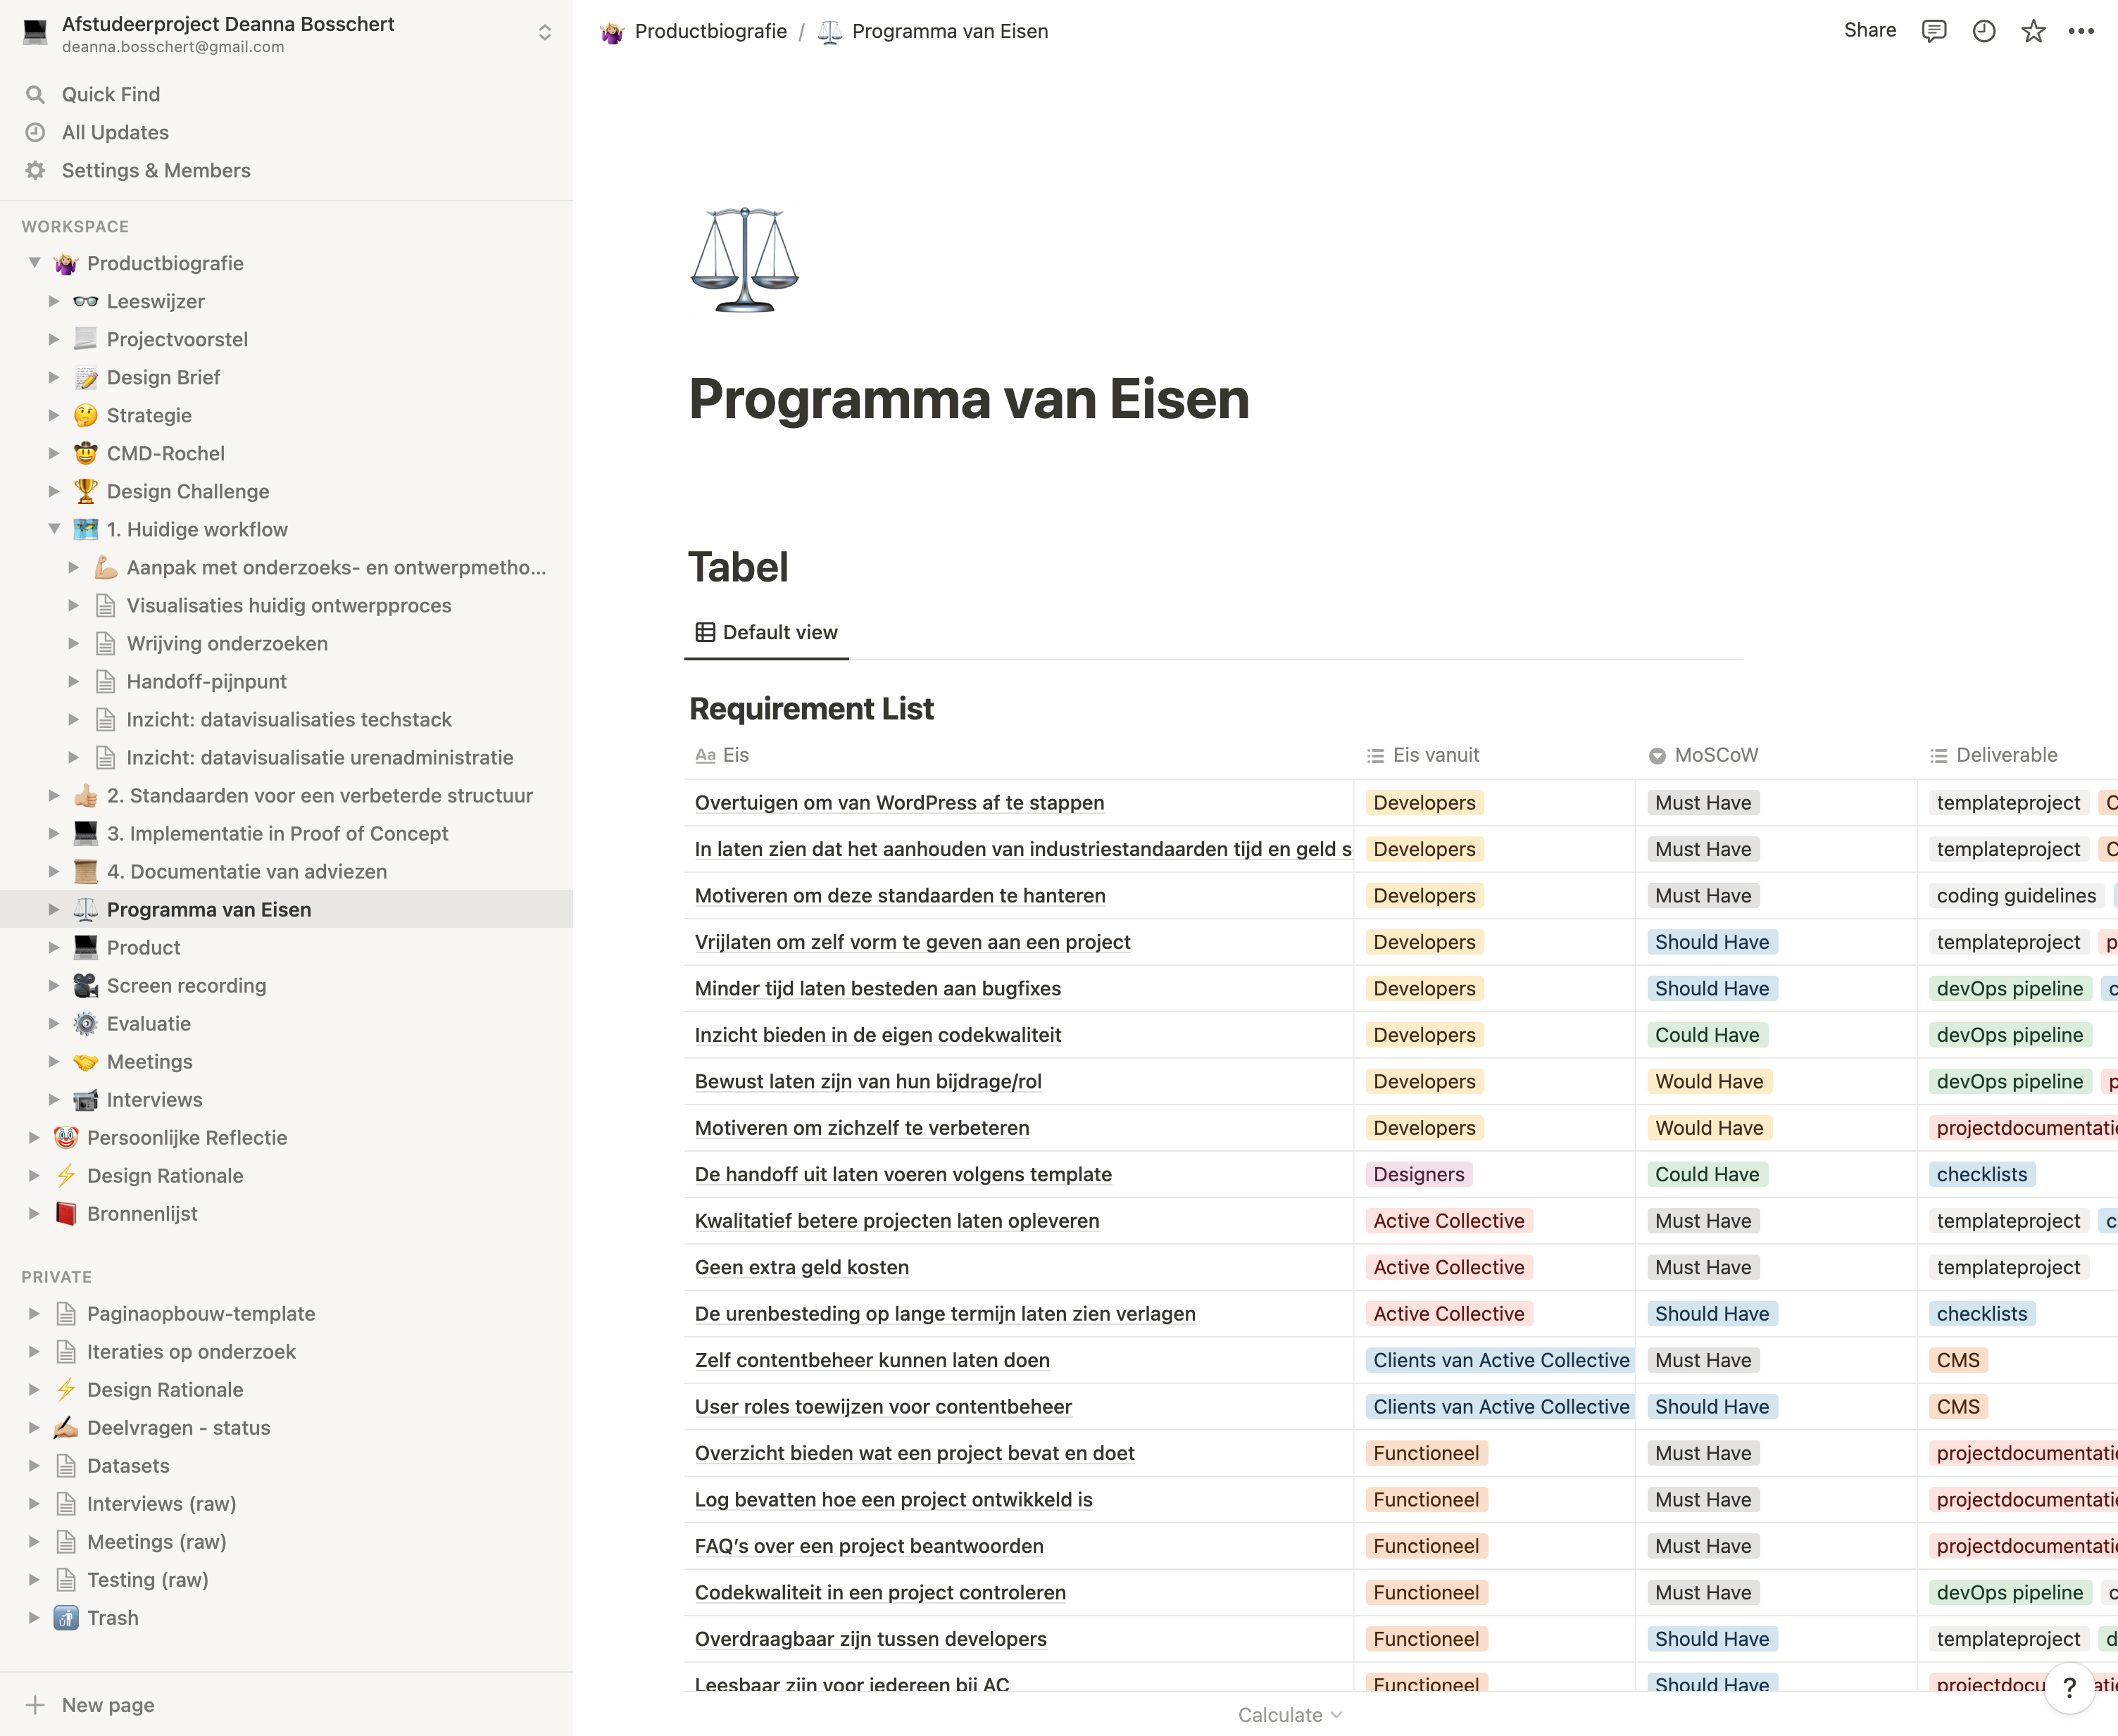 Afstudeerproject Deanna Bosschert
deanna.bosschert@gmail.com
Quick Find
All Updates
Settings & Members
WORKSPACE
Productbiografie
Leeswijzer
Projectvoorstel
Design Brief
Strategie
CMD-Rochel
Design Challenge
1. Huidige workflow
Aanpak met onderzoeks- en ontwerpmetho...
Visualisaties huidig ontwerpproces
Wrijving onderzoeken
Handoff-pijnpunt
Inzicht: datavisualisaties techstack
Inzicht: datavisualisatie urenadministratie
2. Standaarden voor een verbeterde structuur
3. Implementatie in Proof of Concept
4. Documentatie van adviezen
Programma van Eisen
Product
Screen recording
Evaluatie
Meetings
Interviews
Persoonlijke Reflectie
Design Rationale
Bronnenlijst
PRIVATE
Paginaopbouw-template
Iteraties op onderzoek
Design Rationale
Deelvragen - status
Datasets
Interviews (raw)
Meetings (raw)
Testing (raw)
Trash
New page
Productbiografie / Programma van Eisen
Share
Programma van Eisen
Tabel
Default view
Requirement List
Aa Eis Eis vanuit MoSCoW Deliverable
Overtuigen om van WordPress af te stappen Developers Must Have templateproject C
In laten zien dat het aanhouden van industriestandaarden tijd en geld s Developers Must Have templateproject C
Motiveren om deze standaarden te hanteren Developers Must Have coding guidelines
Vrijlaten om zelf vorm te geven aan een project Developers Should Have templateproject p
Minder tijd laten besteden aan bugfixes Developers Should Have devOps pipeline c
Inzicht bieden in de eigen codekwaliteit Developers Could Have devOps pipeline
Bewust laten zijn van hun bijdrage/rol Developers Would Have devOps pipeline p
Motiveren om zichzelf te verbeteren Developers Would Have projectdocumentatie
De handoff uit laten voeren volgens template Designers Could Have checklists
Kwalitatief betere projecten laten opleveren Active Collective Must Have templateproject c
Geen extra geld kosten Active Collective Must Have templateproject
De urenbesteding op lange termijn laten zien verlagen Active Collective Should Have checklists
Zelf contentbeheer kunnen laten doen Clients van Active Collective Must Have CMS
User roles toewijzen voor contentbeheer Clients van Active Collective Should Have CMS
Overzicht bieden wat een project bevat en doet Functioneel Must Have projectdocumentatie
Log bevatten hoe een project ontwikkeld is Functioneel Must Have projectdocumentatie
FAQ’s over een project beantwoorden Functioneel Must Have projectdocumentatie
Codekwaliteit in een project controleren Functioneel Must Have devOps pipeline c
Overdraagbaar zijn tussen developers Functioneel Should Have templateproject d
Leesbaar zijn voor iedereen bij AC Functioneel Should Have
Calculate
?